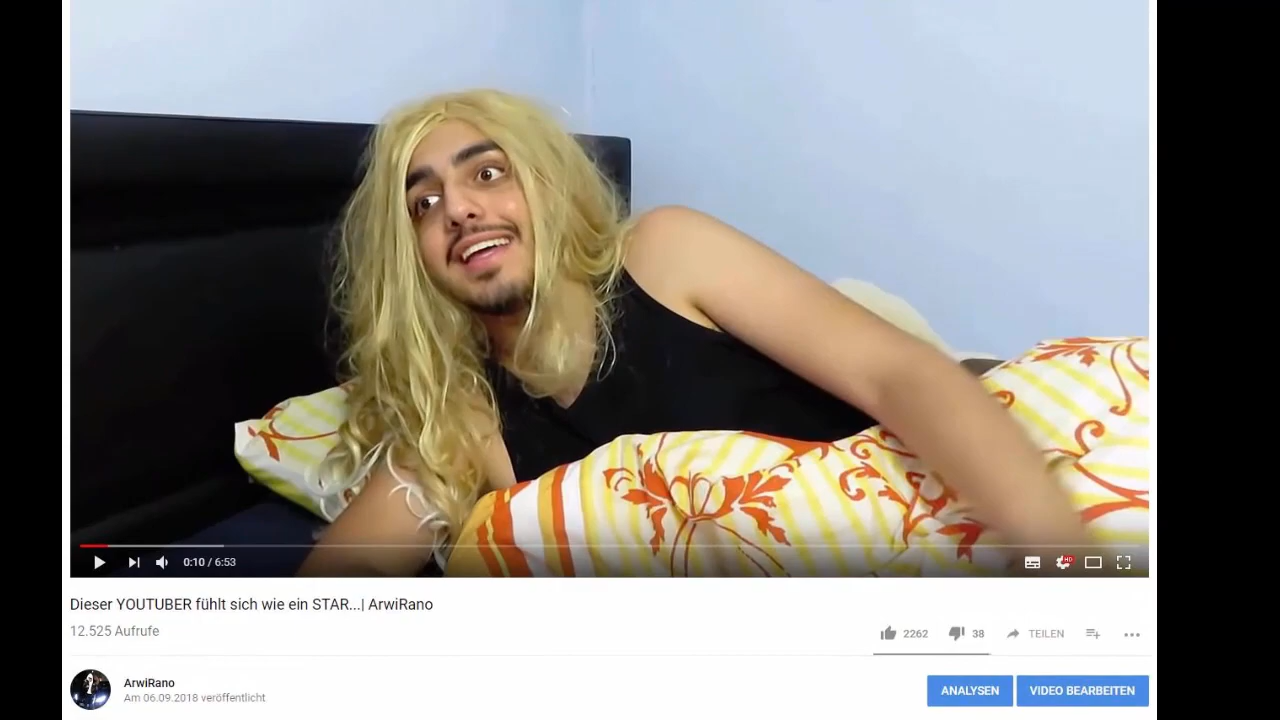 0:10 / 6:53
HD
Dieser YOUTUBER fühlt sich wie ein STAR...| ArwiRano
12.525 Aufrufe
2262
38
TEILEN
ArwiRano
Am 06.09.2018 veröffentlicht
ANALYSEN
VIDEO BEARBEITEN